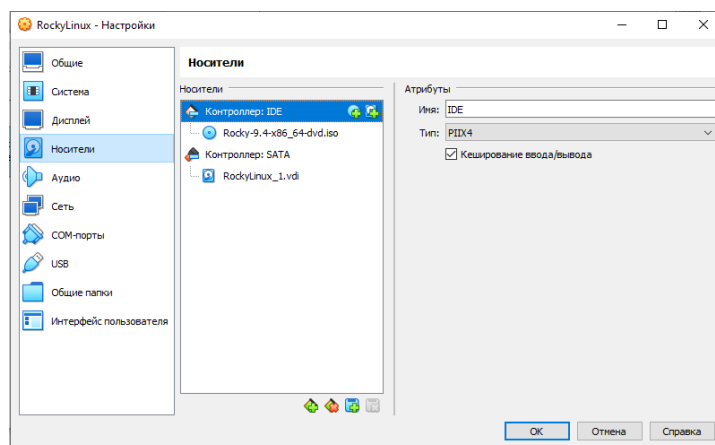 RockyLinux - Настройки
Общие
Система
Дисплей
Носители
Аудио
Сеть
COM-порты
USB
Общие папки
Интерфейс пользователя
Носители
Носители
Контроллер: IDE
Rocky-9.4-x86_64-dvd.iso
Контроллер: SATA
RockyLinux_1.vdi
Атрибуты
Имя: IDE
Тип: PIIX4
Кеширование ввода/вывода
OK
Отмена
Справка